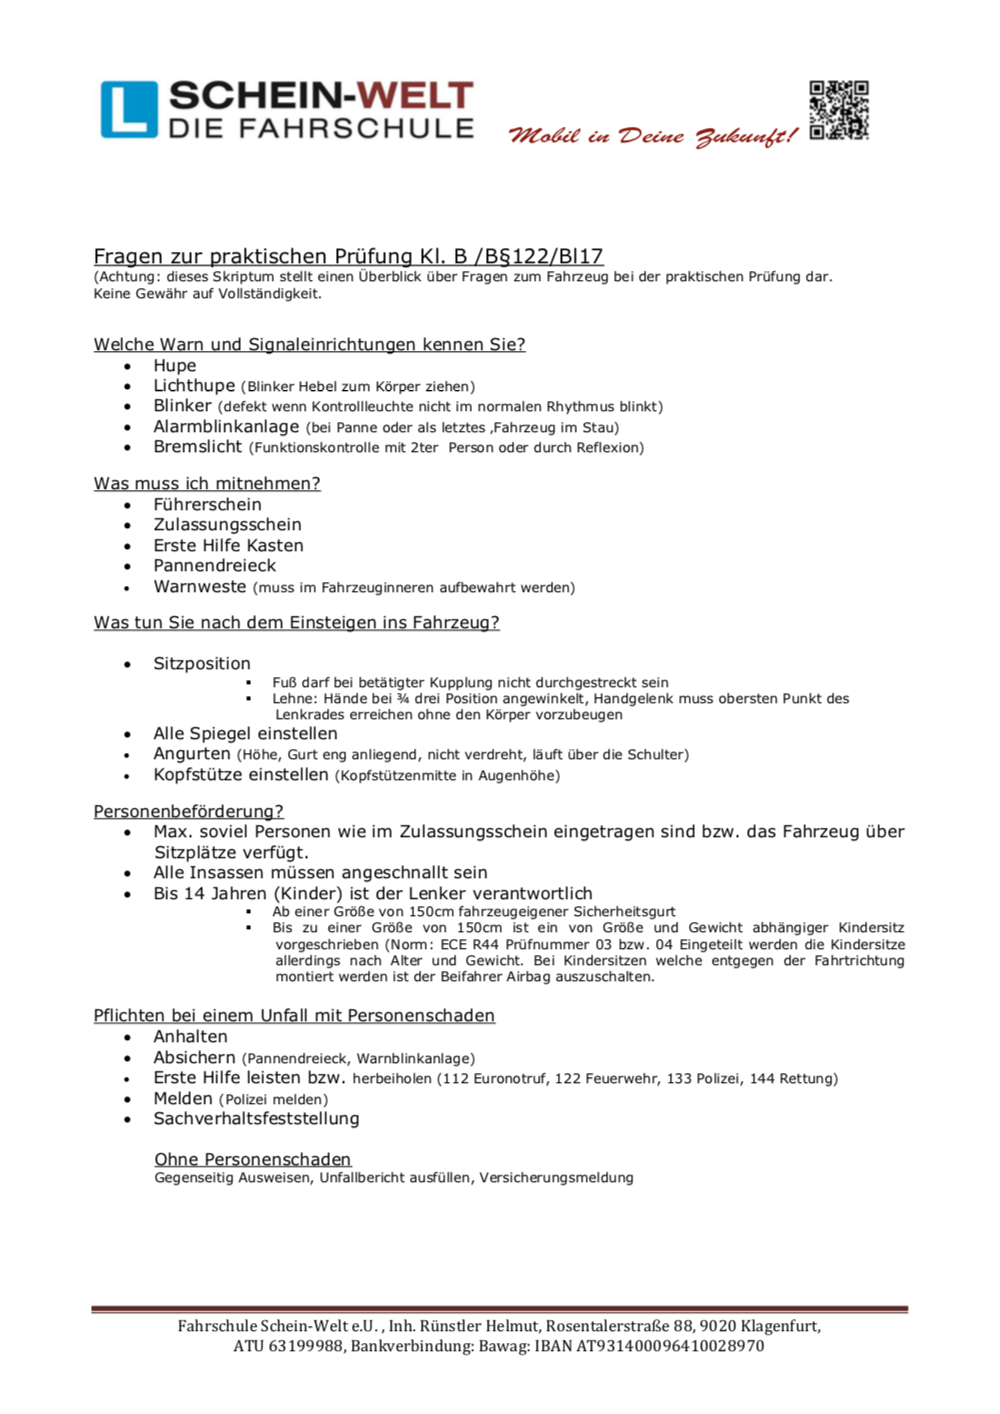 L SCHEIN-WELT
DIE FAHRSCHULE
Mobil in Deine Zukunft!
Fragen zur praktischen Prüfung Kl. B /B§122/Bl17
(Achtung: dieses Skriptum stellt einen Überblick über Fragen zum Fahrzeug bei der praktischen Prüfung dar.
Keine Gewähr auf Vollständigkeit.
Welche Warn und Signaleinrichtungen kennen Sie?
• Hupe
• Lichthupe (Blinker Hebel zum Körper ziehen)
• Blinker (defekt wenn Kontrollleuchte nicht im normalen Rhythmus blinkt)
• Alarmblinkanlage (bei Panne oder als letztes ,Fahrzeug im Stau)
• Bremslicht (Funktionskontrolle mit 2ter Person oder durch Reflexion)
Was muss ich mitnehmen?
• Führerschein
• Zulassungsschein
• Erste Hilfe Kasten
• Pannendreieck
• Warnweste (muss im Fahrzeuginneren aufbewahrt werden)
Was tun Sie nach dem Einsteigen ins Fahrzeug?
• Sitzposition
▪ Fuß darf bei betätigter Kupplung nicht durchgestreckt sein
▪ Lehne: Hände bei ¾ drei Position angewinkelt, Handgelenk muss obersten Punkt des
Lenkrades erreichen ohne den Körper vorzubeugen
• Alle Spiegel einstellen
• Angurten (Höhe, Gurt eng anliegend, nicht verdreht, läuft über die Schulter)
• Kopfstütze einstellen (Kopfstützenmitte in Augenhöhe)
Personenbeförderung?
• Max. soviel Personen wie im Zulassungsschein eingetragen sind bzw. das Fahrzeug über
Sitzplätze verfügt.
• Alle Insassen müssen angeschnallt sein
• Bis 14 Jahren (Kinder) ist der Lenker verantwortlich
▪ Ab einer Größe von 150cm fahrzeugeigener Sicherheitsgurt
▪ Bis zu einer Größe von 150cm ist ein von Größe und Gewicht abhängiger Kindersitz
vorgeschrieben (Norm: ECE R44 Prüfnummer 03 bzw. 04 Eingeteilt werden die Kindersitze
allerdings nach Alter und Gewicht. Bei Kindersitzen welche entgegen der Fahrtrichtung
montiert werden ist der Beifahrer Airbag auszuschalten.
Pflichten bei einem Unfall mit Personenschaden
• Anhalten
• Absichern (Pannendreieck, Warnblinkanlage)
• Erste Hilfe leisten bzw. herbeiholen (112 Euronotruf, 122 Feuerwehr, 133 Polizei, 144 Rettung)
• Melden (Polizei melden)
• Sachverhaltsfeststellung
Ohne Personenschaden
Gegenseitig Ausweisen, Unfallbericht ausfüllen, Versicherungsmeldung
Fahrschule Schein-Welt e.U. , Inh. Rünstler Helmut, Rosentalerstraße 88, 9020 Klagenfurt,
ATU 63199988, Bankverbindung: Bawag: IBAN AT931400096410028970